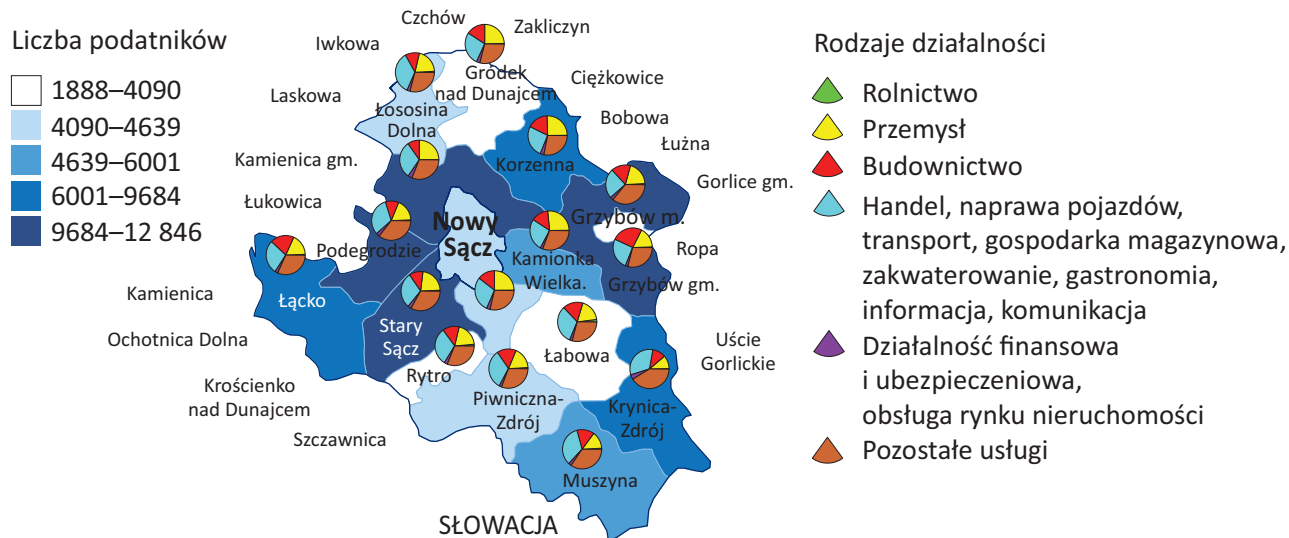 Liczba podatników
1888–4090
4090–4639
4639–6001
6001–9684
9684–12 846
Czchów
Zakliczyn
Iwkowa
Gródek
nad Dunajcem
Ciężkowice
Laskowa
Łososina
Dolna
Bobowa
Łużna
Kamienica gm.
Korzenna
Gorlice gm.
Łukowica
Nowy
Sącz
Grzybów m.
Podegrodzie
Ropa
Kamionka
Wielka.
Grzybów gm.
Kamienica
Łącko
Ochotnica Dolna
Stary
Sącz
Łabowa
Uście
Gorlickie
Rytro
Krościenko
nad Dunajcem
Piwniczna-
Zdrój
Krynica-
Zdrój
Szczawnica
Muszyna
SŁOWACJA
Rodzaje działalności
Rolnictwo
Przemysł
Budownictwo
Handel, naprawa pojazdów,
transport, gospodarka magazynowa,
zakwaterowanie, gastronomia,
informacja, komunikacja
Działalność finansowa
i ubezpieczeniowa,
obsługa rynku nieruchomości
Pozostałe usługi